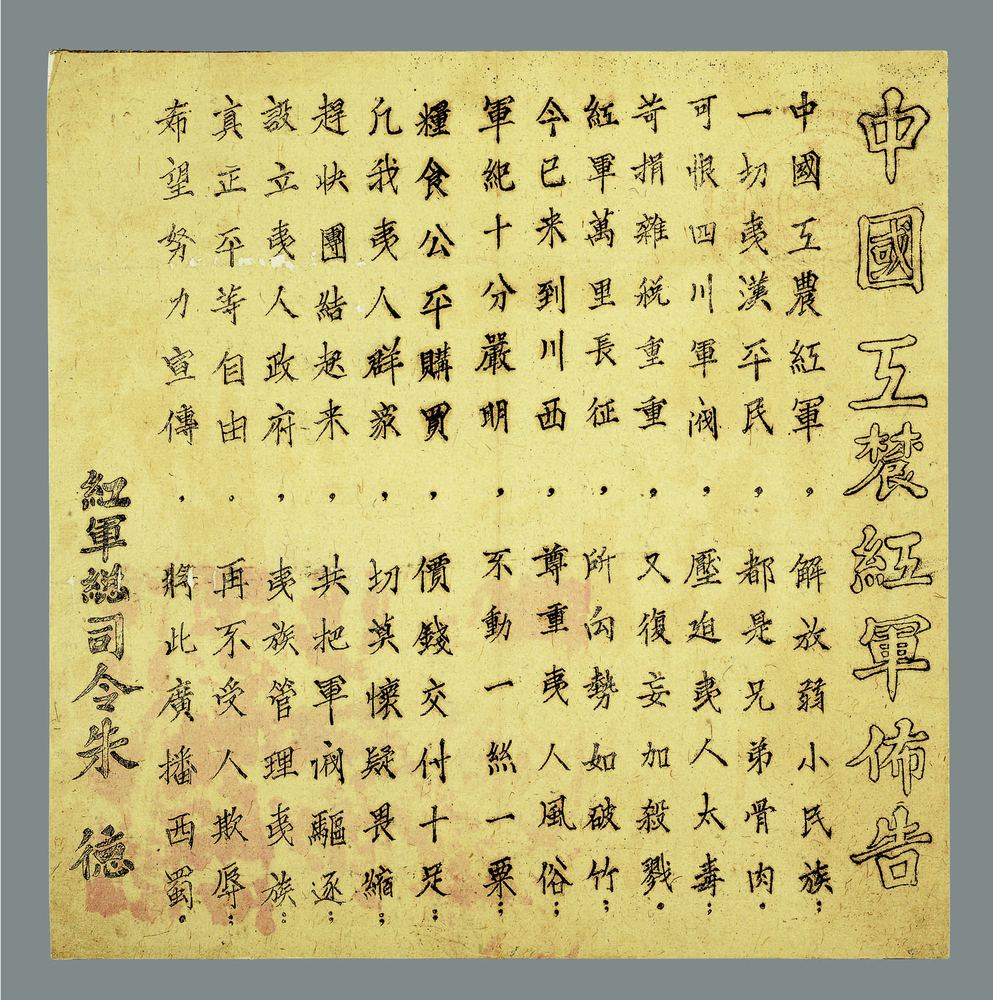 中國工農紅軍佈告
中國工農紅軍，解放弱小民族；
一切夷漢平民，都是兄弟骨肉．
可恨四川軍閥，壓迫夷人太毒；
苛捐雜稅重重，又復妄加殺戮．
紅軍萬里長征，所向勢如破竹；
今已来到川西，尊重夷人風俗；
軍紀十分嚴明，不動一絲一粟；
糧食公平購買，價錢交付十足；
凡我夷人群家，切莫懷疑畏縮；
趕快團結起来，共把軍閥驅逐；
設立夷人政府，夷族管理夷族；
真正平等自由。再不受人欺辱；
希望努力宣傳，將此廣播西蜀．
紅軍總司令朱德